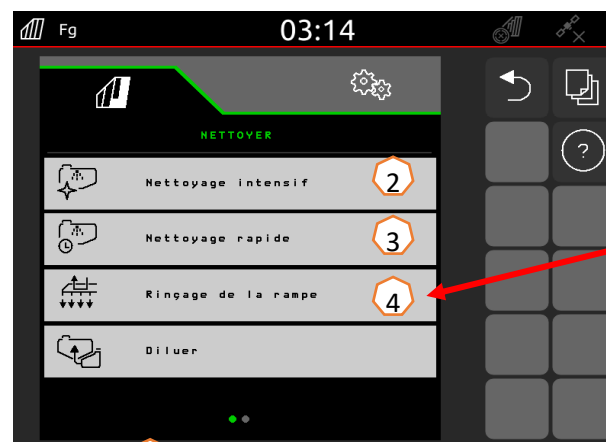 Fg 03:14
NETTOYER
Nettoyage intensif 2
Nettoyage rapide 3
?
Rinçage de la rampe 4
Diluer